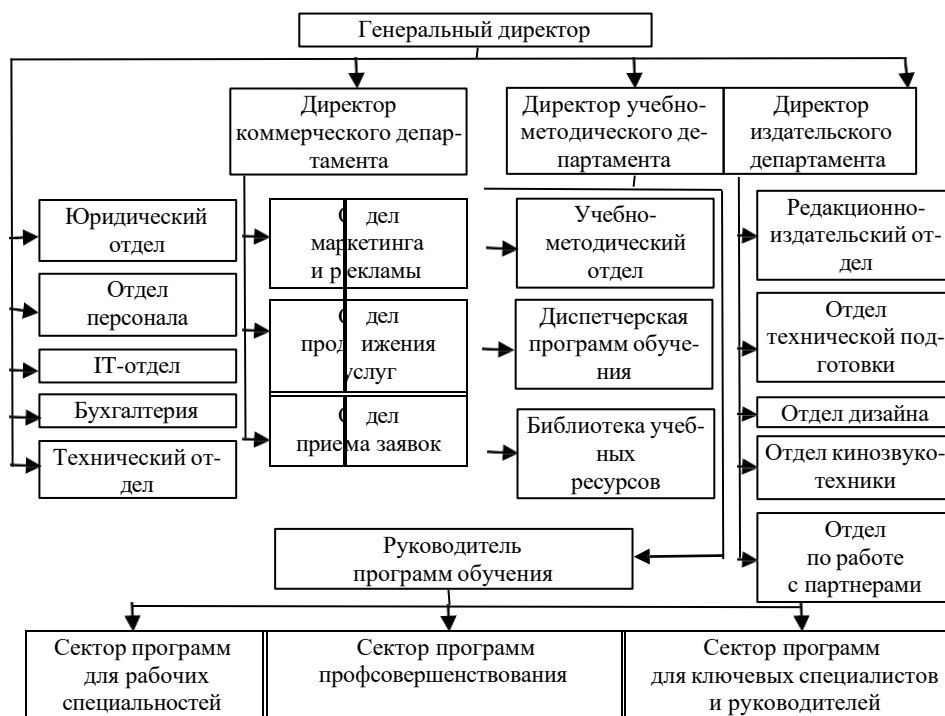 Генеральный директор
Директор
коммерческого депар-
тамента
Директор учебно-
методического де-
партамента
Директор
издательского
департамента
Юридический
отдел
Отдел
персонала
IT-отдел
Бухгалтерия
Технический от-
дел
О дел
маркетинга
и рекламы
О дел
прод ижения
услуг
О дел
приема заявок
Учебно-
методический
отдел
Диспетчерская
программ обуче-
ния
Библиотека учеб-
ных
ресурсов
Редакционно-
издательский от-
дел
Отдел
технической под-
готовки
Отдел дизайна
Отдел кинозвуко-
техники
Отдел
по работе
с партнерами
Руководитель
программ обучения
Сектор программ
для рабочих
специальностей
Сектор программ
профсовершенствования
Сектор программ
для ключевых специалистов
и руководителей